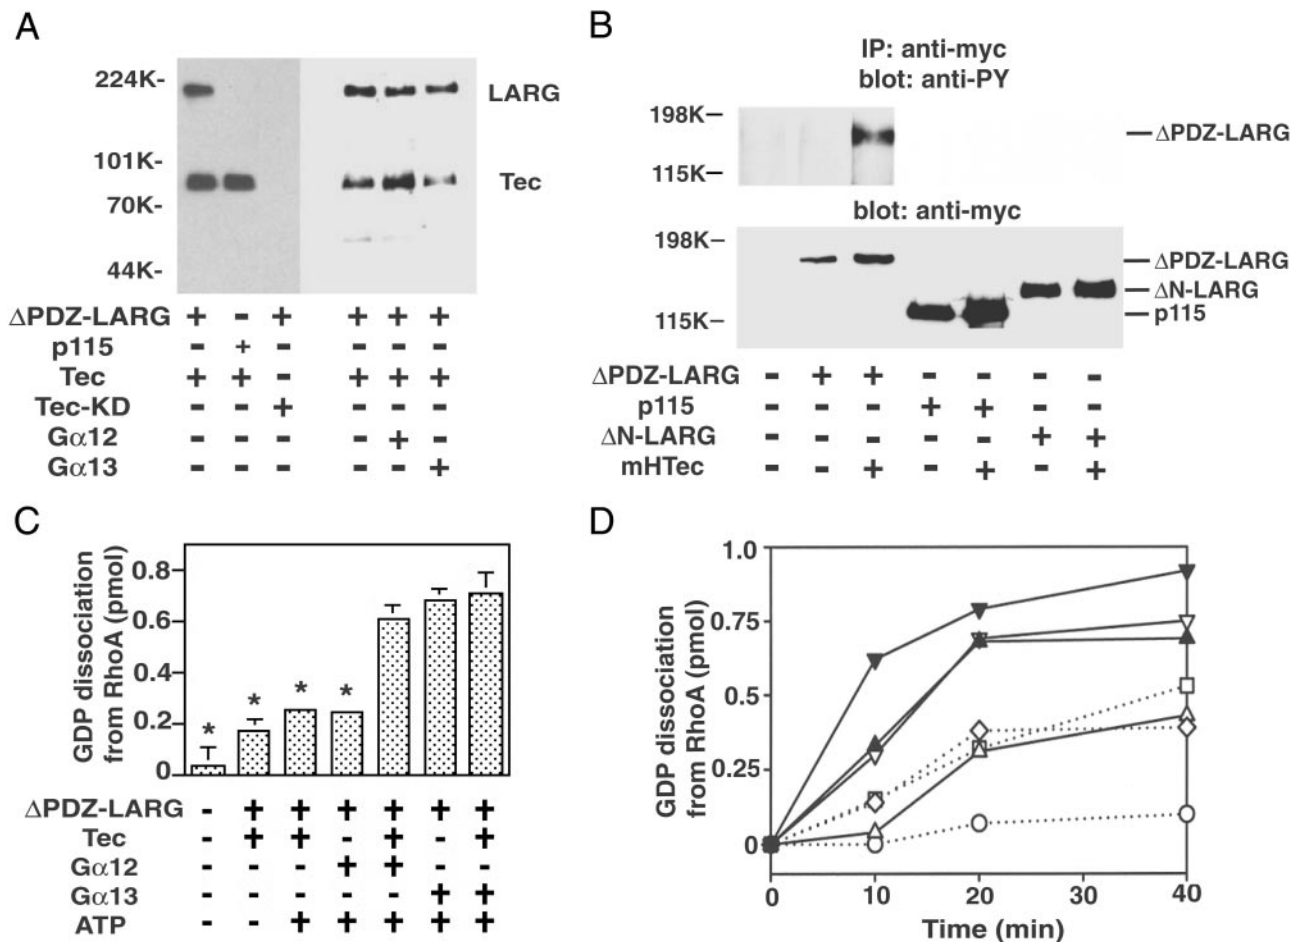 A
224K-
101K-
70K-
44K-
LARG
Tec
ΔPDZ-LARG + - + + + +
p115 - + - - - -
Tec + + - + + +
Tec-KD - - + - - -
Gα12 - - - - + -
Gα13 - - - - - +
B
IP: anti-myc
blot: anti-PY
198K–
115K–
ΔPDZ-LARG
blot: anti-myc
198K–
115K–
ΔPDZ-LARG
ΔN-LARG
p115
ΔPDZ-LARG - + + - - - -
p115 - - - + + - -
ΔN-LARG - - - - - + +
mHTec - - + - + - +
C
GDP dissociation
from RhoA (pmol)
0.8
0.6
0.4
0.2
0
* * * *
ΔPDZ-LARG - + + + + + +
Tec - + + - + - +
Gα12 - - - + + - -
Gα13 - - - - - + +
ATP - - + + + + +
D
GDP dissociation
from RhoA (pmol)
1.0
0.75
0.5
0.25
0
0 10 20 30 40
Time (min)